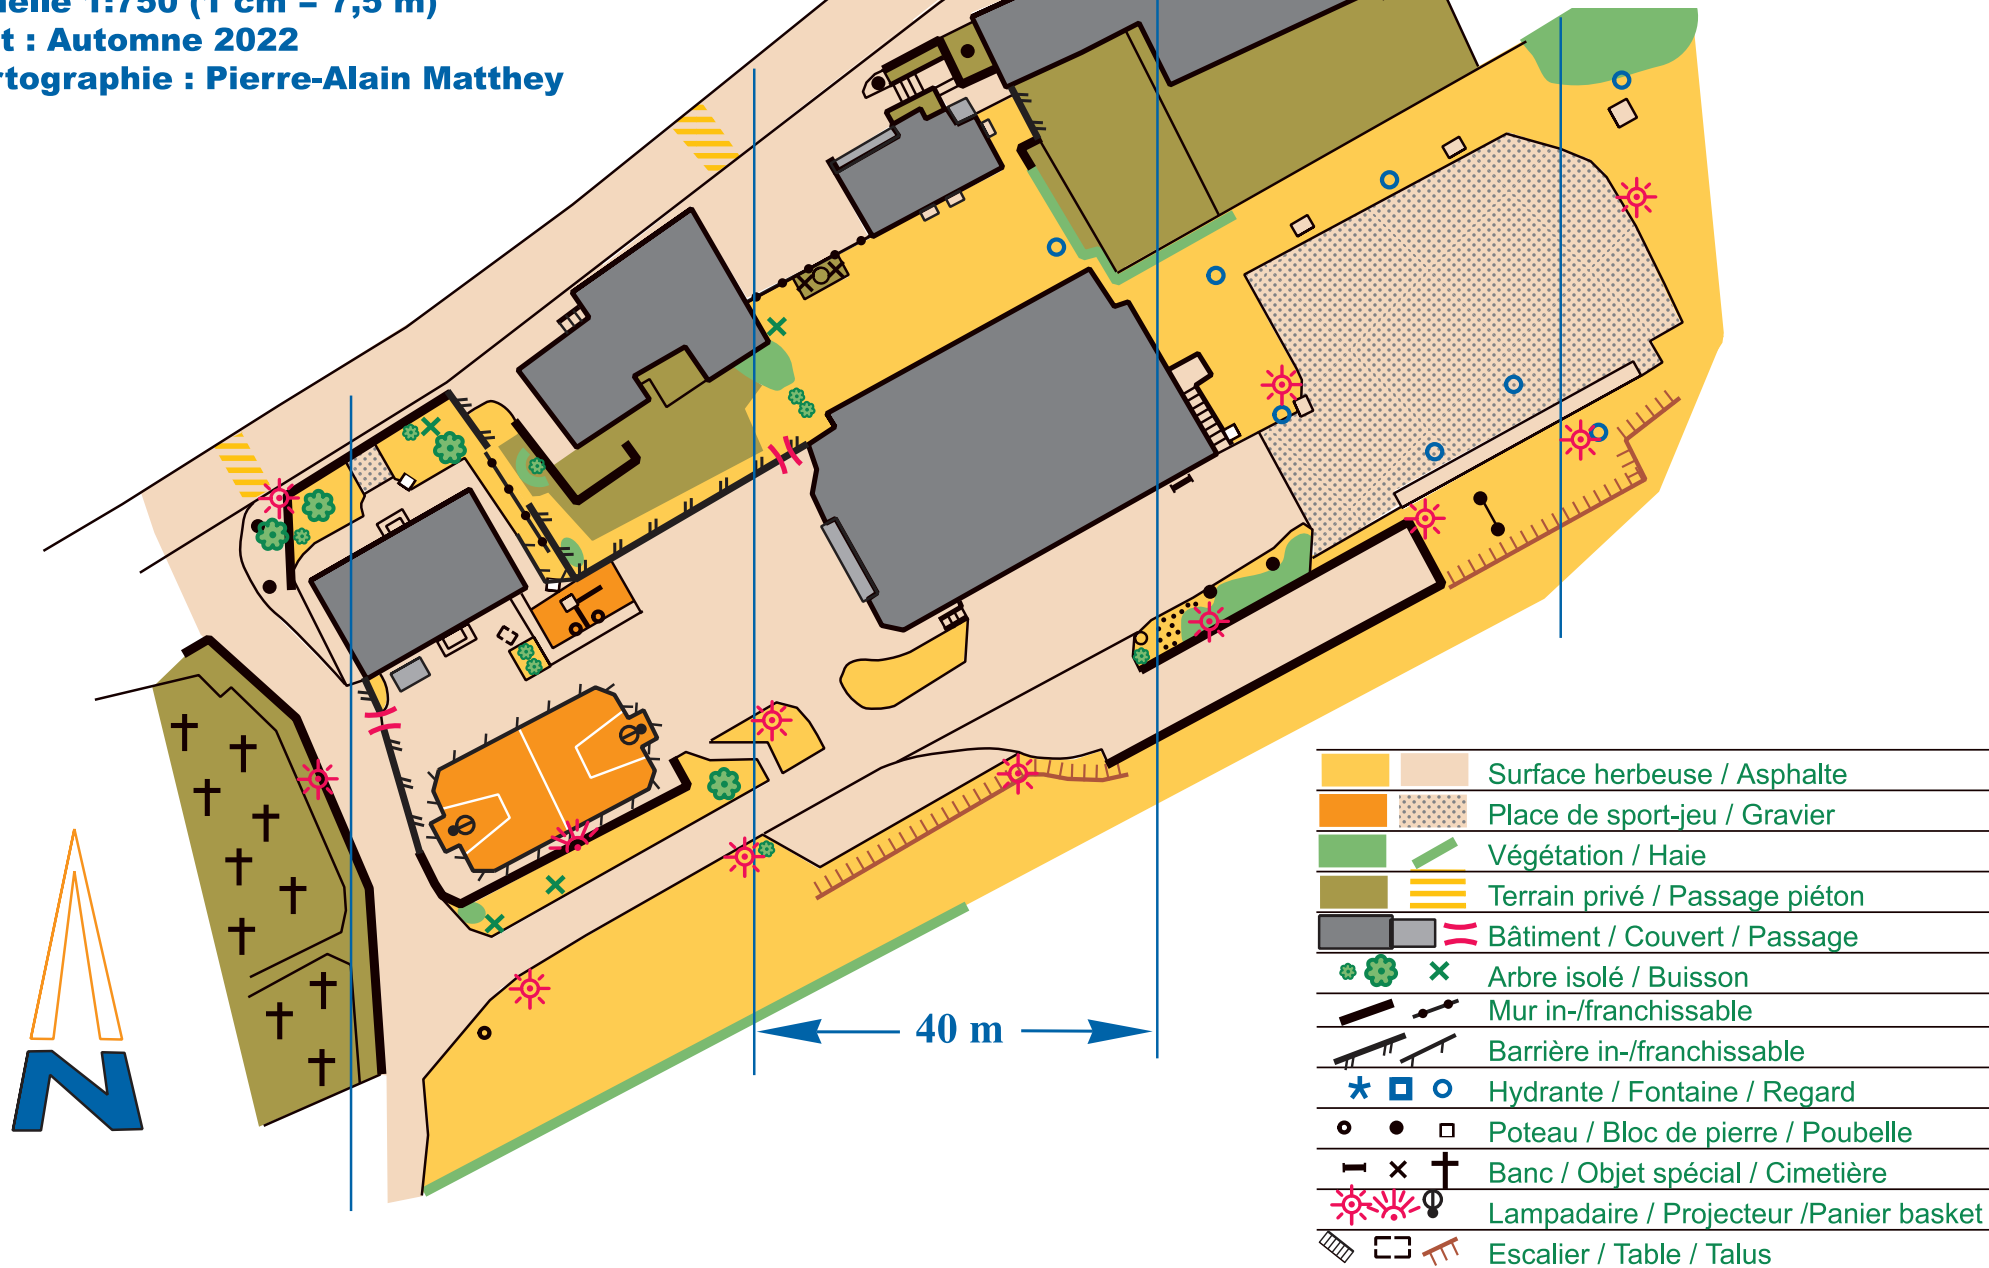 1:750 (1 cm = 7,5 m)
: Automne 2022
: Pierre-Alain Matthey
40 m
N
Surface herbeuse / Asphalte
Place de sport-jeu / Gravier
Végétation / Haie
Terrain privé / Passage piéton
Bâtiment / Couvert / Passage
Arbre isolé / Buisson
Mur in-/franchissable
Barrière in-/franchissable
Hydrante / Fontaine / Regard
Poteau / Bloc de pierre / Poubelle
Banc / Objet spécial / Cimetière
Lampadaire / Projecteur /Panier basket
Escalier / Table / Talus